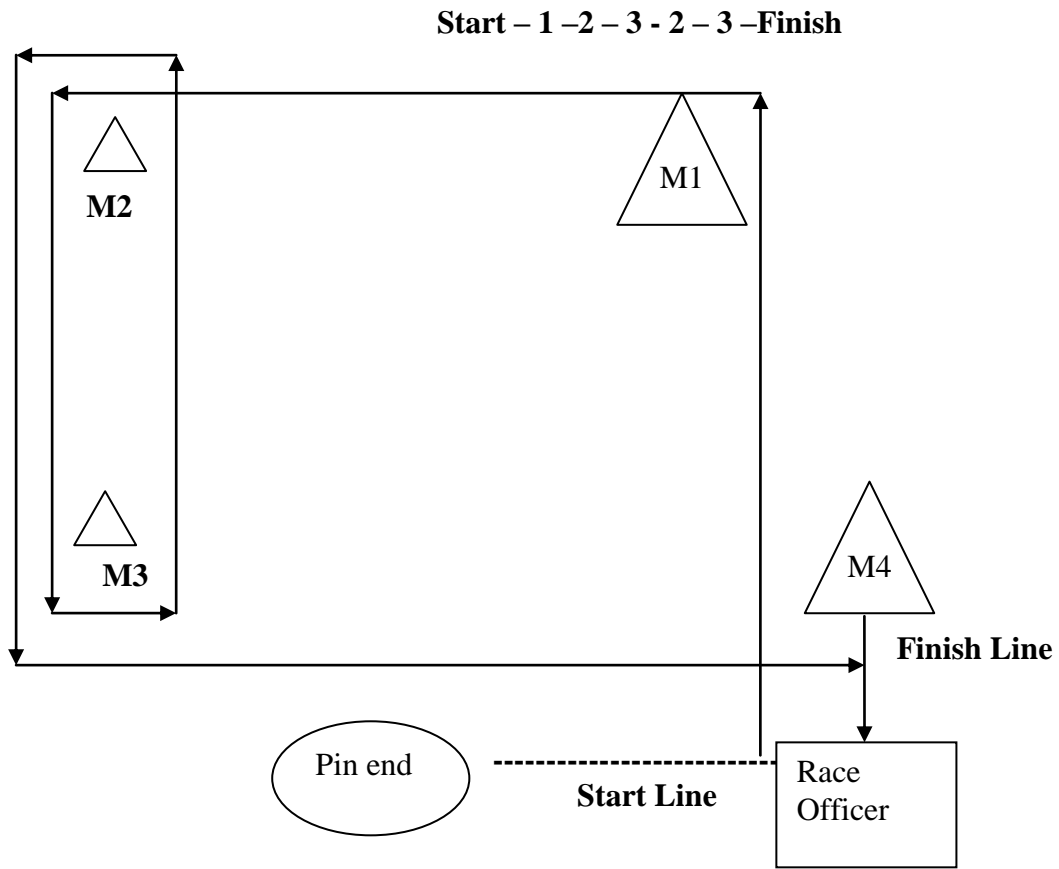 Start – 1 –2 – 3 - 2 – 3 –Finish
M1
M2
M3
M4
Finish Line
Pin end
Start Line
Race
Officer